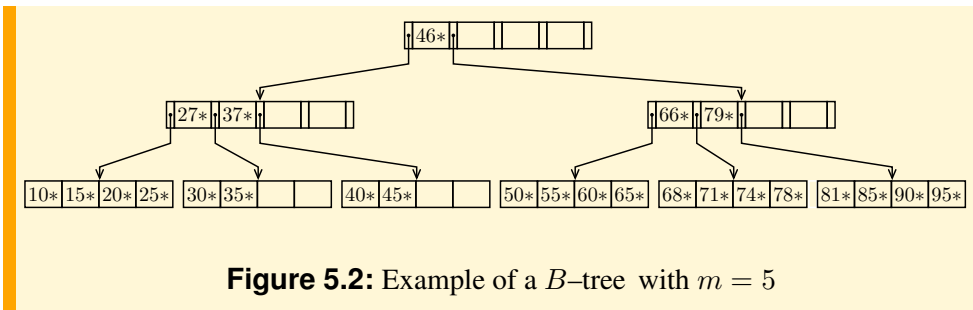 46*
27* 37* 66* 79*
10* 15* 20* 25* 30* 35* 40* 45* 50* 55* 60* 65* 68* 71* 74* 78* 81* 85* 90* 95*
Figure 5.2: Example of a B–tree with m = 5